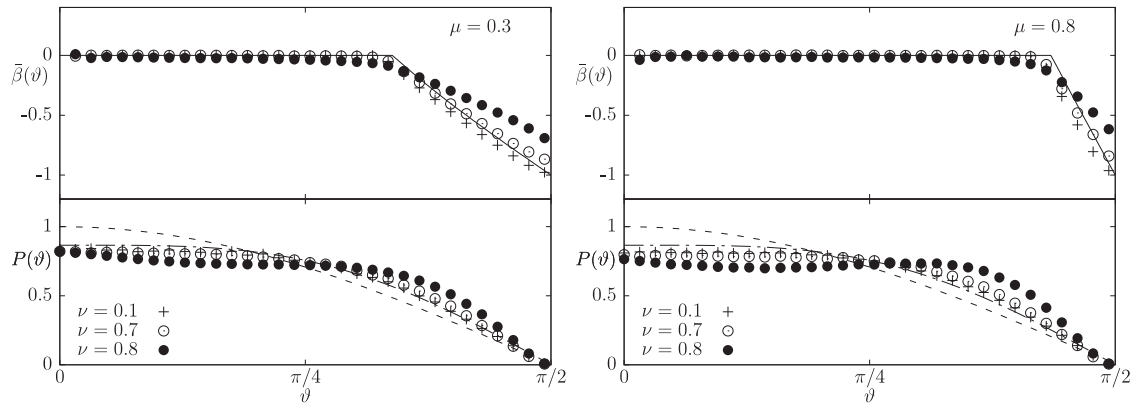 μ = 0.3
0
β̄(ϑ)
-0.5
-1
1
P(ϑ)
0.5
ν = 0.1
ν = 0.7
ν = 0.8
0
0
π/4
π/2
ϑ
μ = 0.8
0
β̄(ϑ)
-0.5
-1
1
P(ϑ)
0.5
ν = 0.1
ν = 0.7
ν = 0.8
0
0
π/4
π/2
ϑ